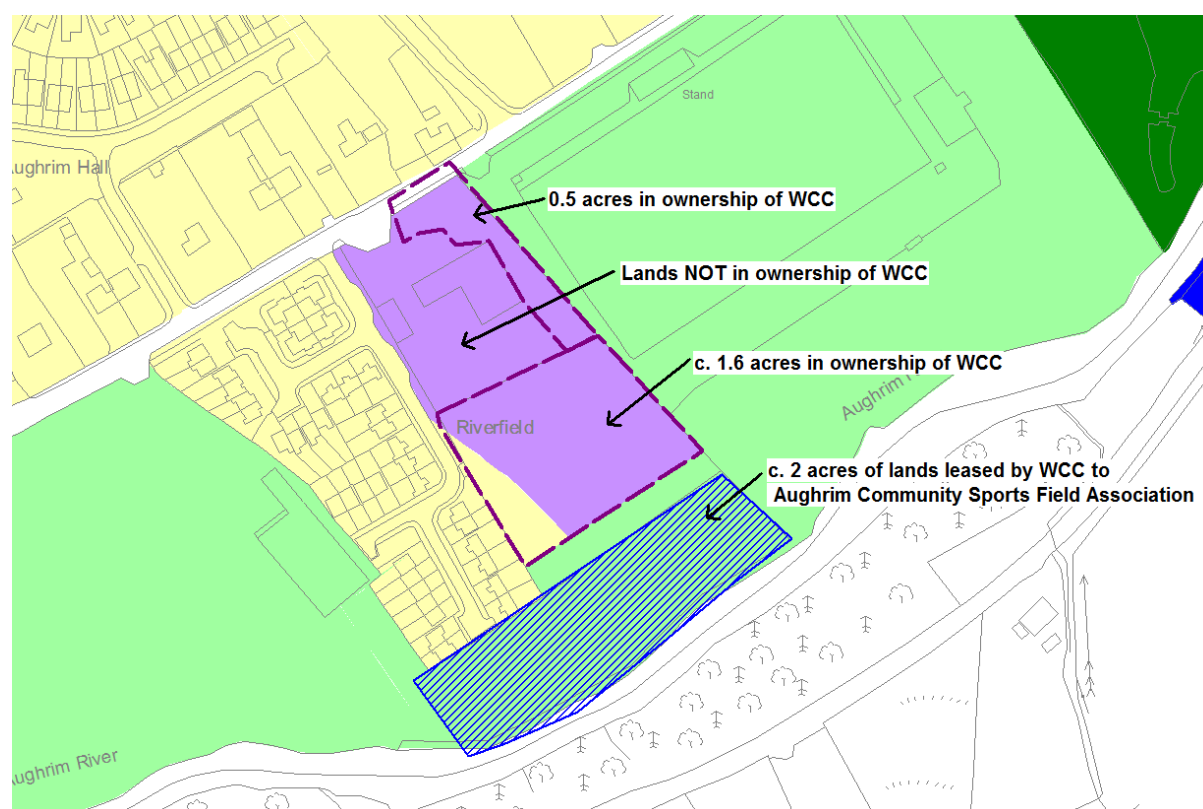 Stand
ughrim Hall
0.5 acres in ownership of WCC
Lands NOT in ownership of WCC
c. 1.6 acres in ownership of WCC
Aughrim
Riverfield
c. 2 acres of lands leased by WCC to
Aughrim Community Sports Field Association
ughrim River